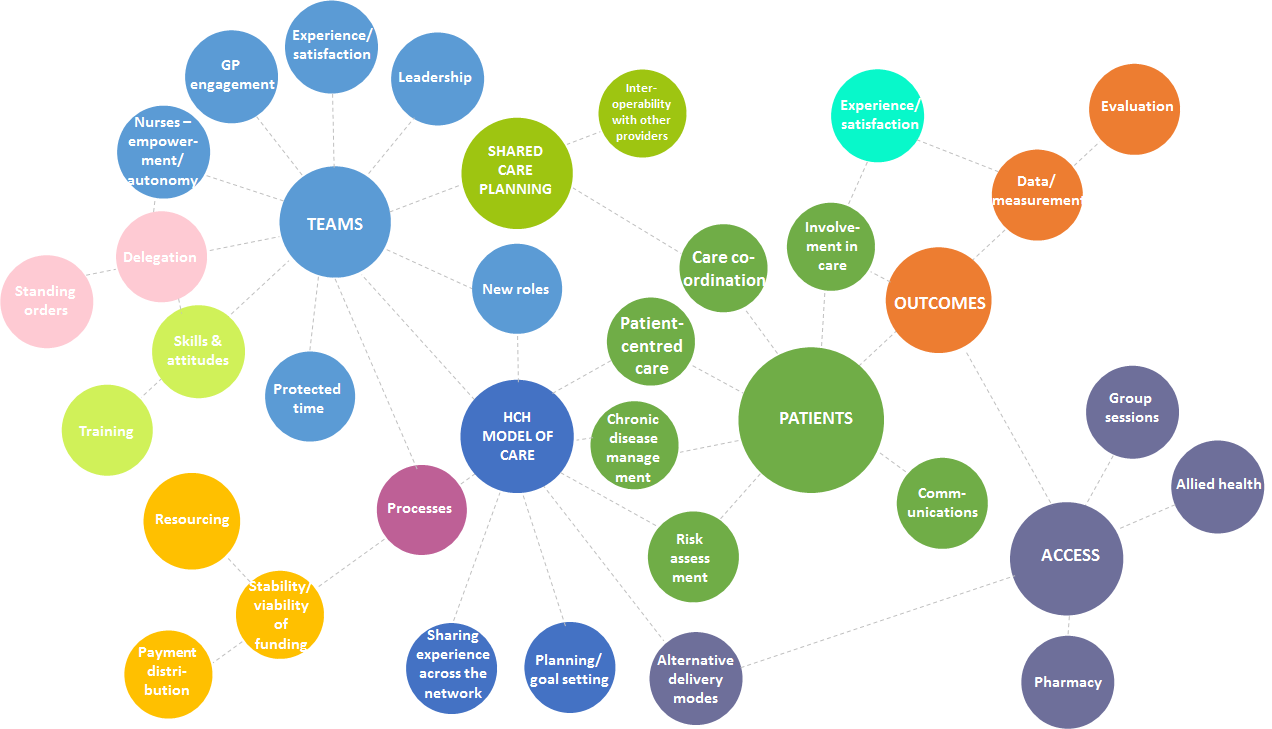 Experience/
satisfaction
GP
engagement
Leadership
Nurses –
empower-
ment/
autonomy
Inter-
operability
with other
providers
Experience/
satisfaction
Evaluation
SHARED
CARE
PLANNING
Data/
measurement
TEAMS
Delegation
Care co-
ordination
Involve-
ment in
care
Standing
orders
New roles
OUTCOMES
Skills &
attitudes
Patient-
centred
care
Protected
time
Training
HCH
MODEL OF
CARE
Chronic
disease
manage
ment
PATIENTS
Group
sessions
Allied health
Resourcing
Processes
Comm-
unications
Risk
assess
ment
ACCESS
Stability/
viability
of
funding
Payment
distri-
bution
Sharing
experience
across the
network
Planning/
goal setting
Alternative
delivery
modes
Pharmacy